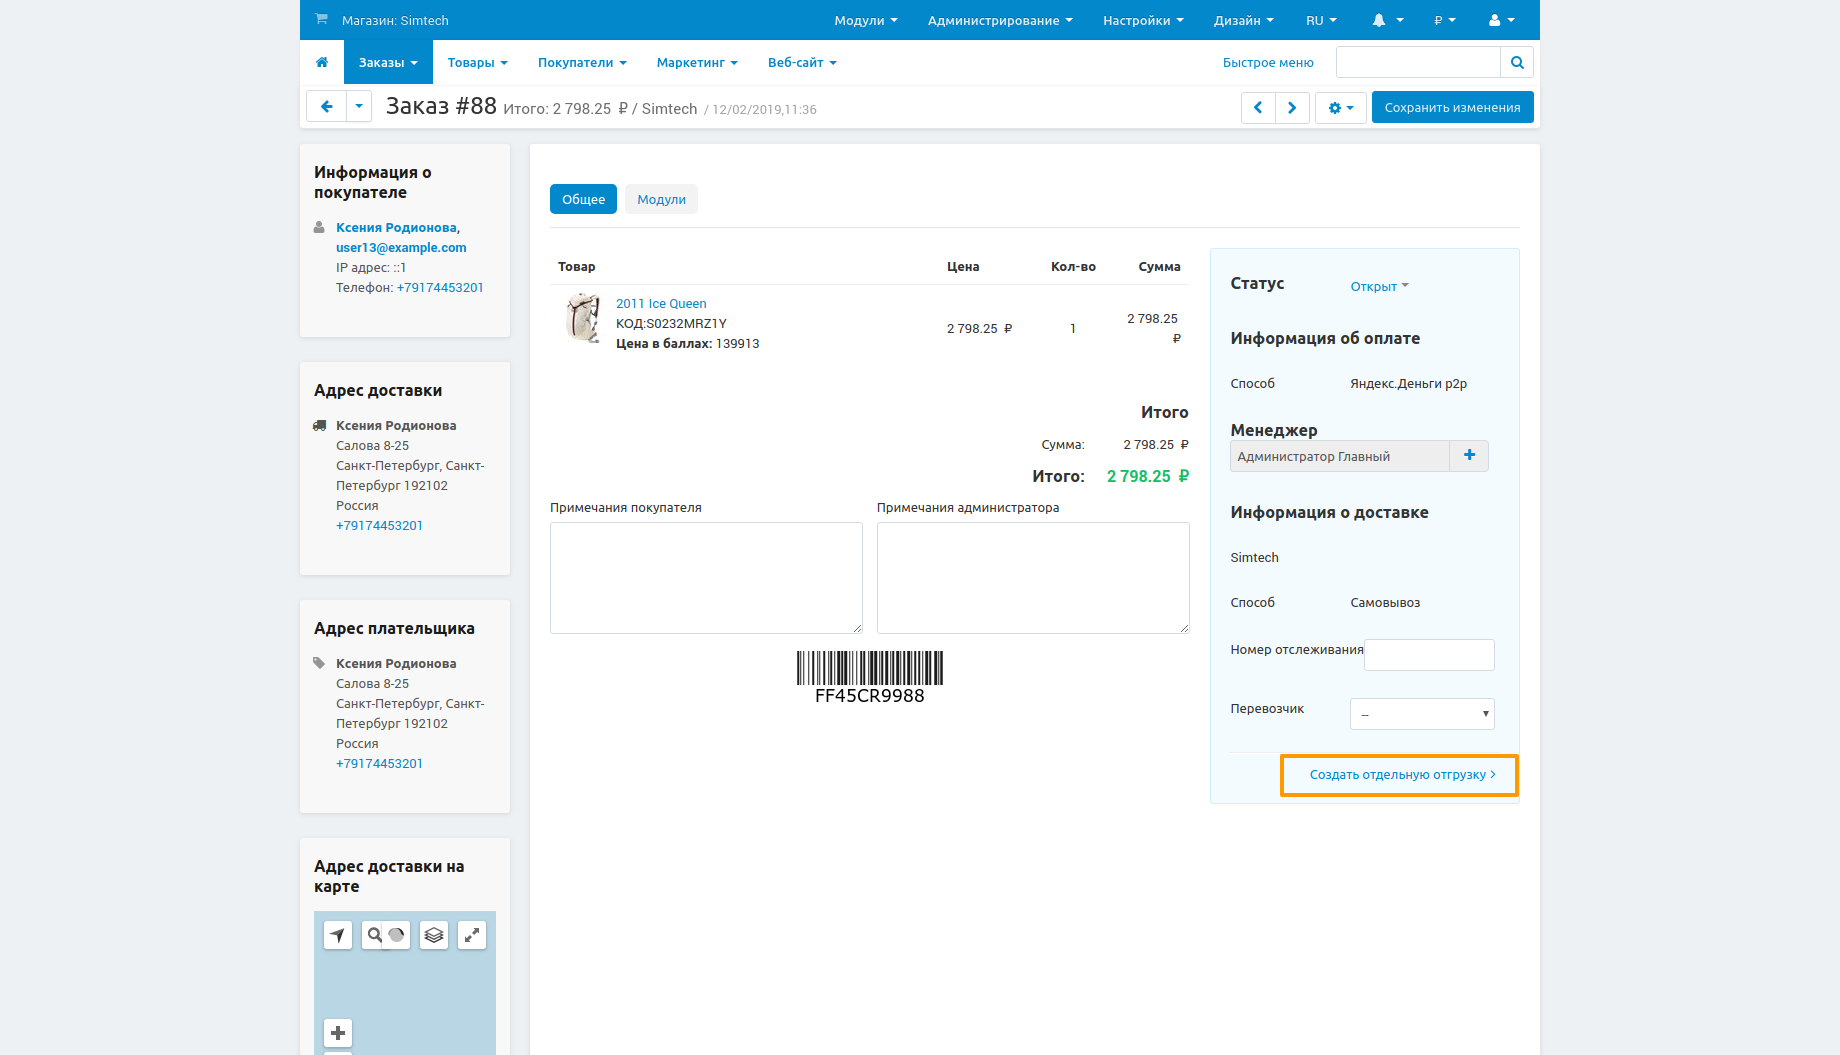 Магазин: Simtech
Модули
Администрирование
Настройки
Дизайн
RU
₽
Заказы
Товары
Покупатели
Маркетинг
Веб-сайт
Быстрое меню
Заказ #88 Итого: 2 798.25 ₽ / Simtech / 12/02/2019,11:36
Сохранить изменения
Информация о
покупателе
Ксения Родионова,
user13@example.com
IP адрес: ::1
Телефон: +79174453201
Адрес доставки
Ксения Родионова
Салова 8-25
Санкт-Петербург, Санкт-
Петербург 192102
Россия
+79174453201
Адрес плательщика
Ксения Родионова
Салова 8-25
Санкт-Петербург, Санкт-
Петербург 192102
Россия
+79174453201
Адрес доставки на
карте
Общее
Модули
Товар Цена Кол-во Сумма
2011 Ice Queen
КОД:S0232MRZ1Y
Цена в баллах: 139913
2 798.25 ₽
1
2 798.25
₽
Итого
Сумма: 2 798.25 ₽
Итого: 2 798.25 ₽
Примечания покупателя
Примечания администратора
FF45CR9988
Статус Открыт
Информация об оплате
Способ Яндекс.Деньги p2p
Менеджер
Администратор Главный
Информация о доставке
Simtech
Способ Самовывоз
Номер отслеживания
Перевозчик --
Создать отдельную отгрузку